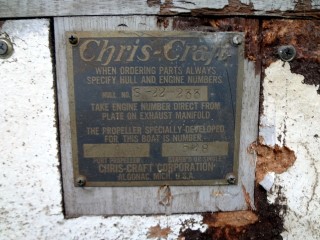 Chris-Craft
WHEN ORDERING PARTS ALWAYS
SPECIFY HULL AND ENGINE NUMBERS
HULL NO.
TAKE ENGINE NUMBER DIRECT FROM
PLATE ON EXHAUST MANIFOLD
THE PROPELLER SPECIALLY DEVELOPED
FOR THIS BOAT IS NUMBER
CHRIS-CRAFT CORPORATION
ALGONAC, MICH., U.S.A.